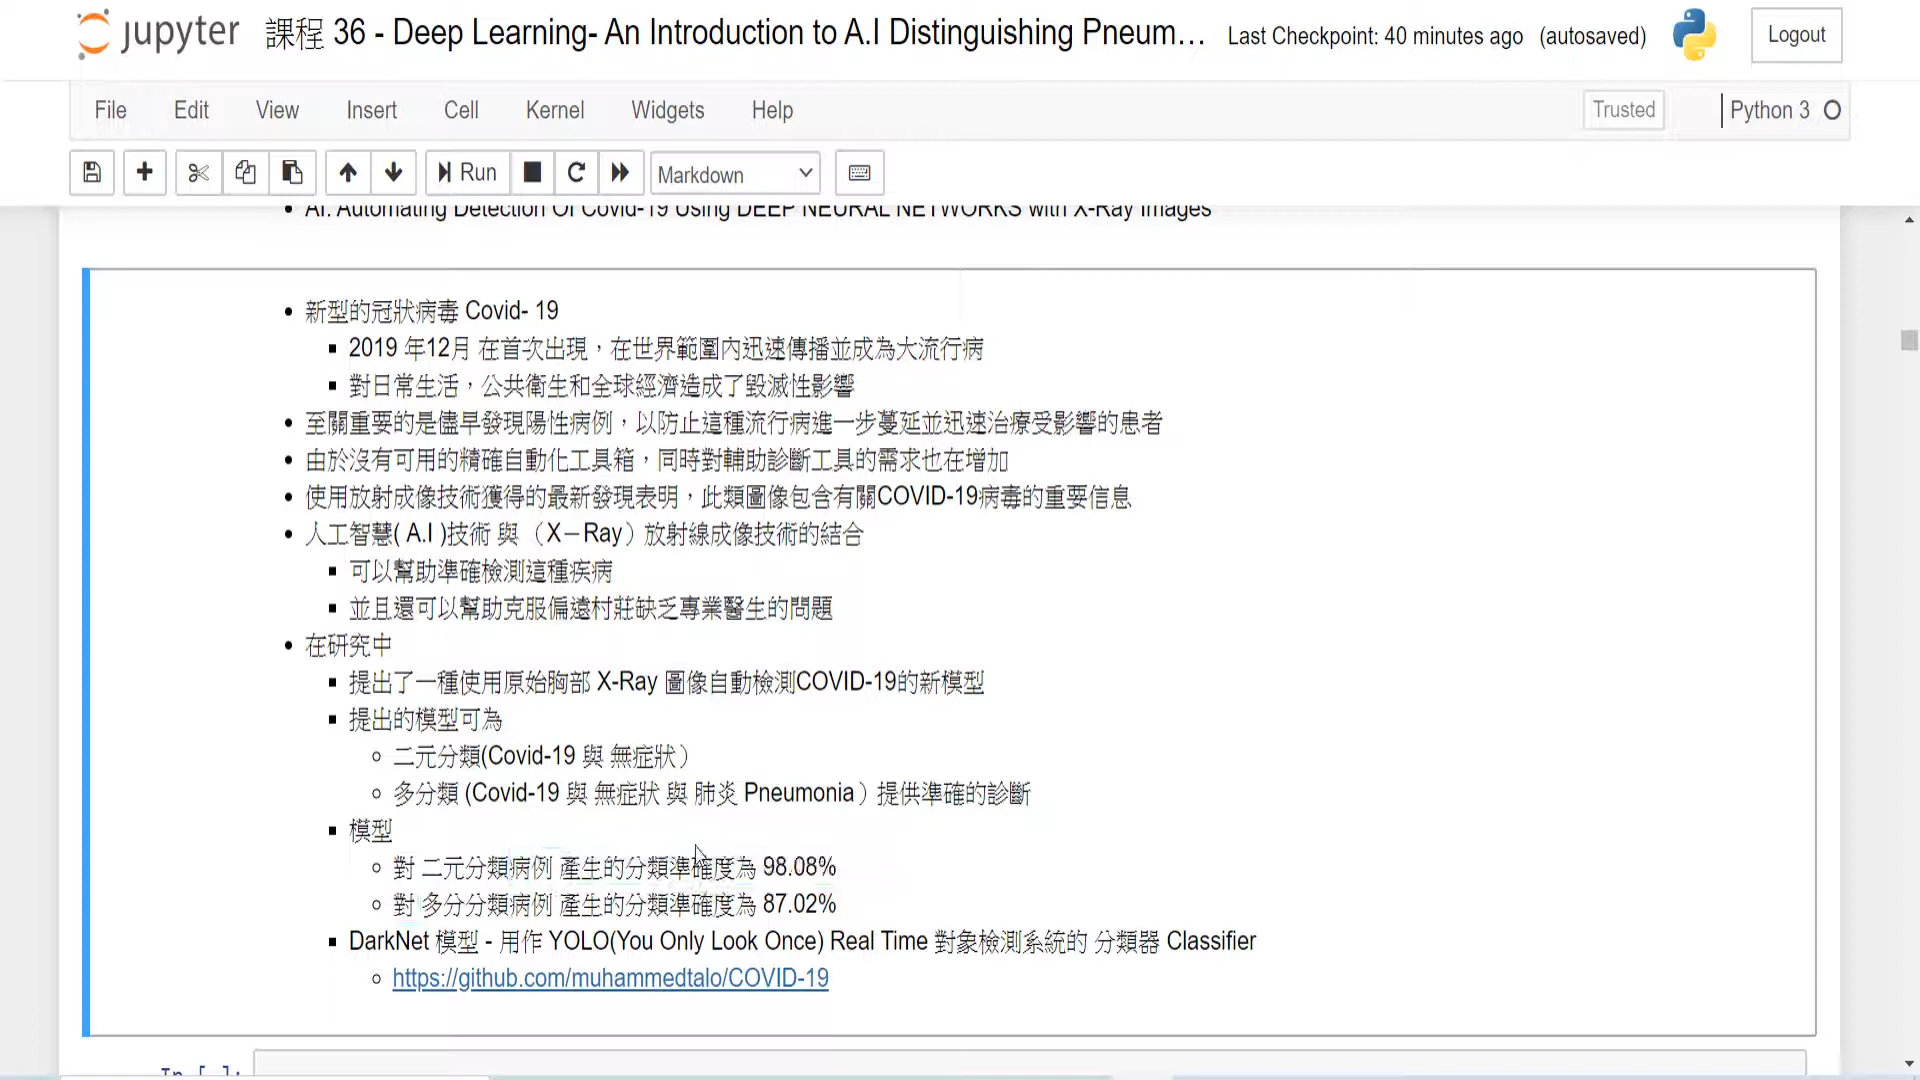 jupyter 課程 36 - Deep Learning- An Introduction to A.I Distinguishing Pneum… Last Checkpoint: 40 minutes ago (autosaved) Logout
File Edit View Insert Cell Kernel Widgets Help Trusted Python 3
Run Markdown
AI: Automating Detection Of Covid-19 Using DEEP NEURAL NETWORKS with X-Ray Images
新型的冠狀病毒 Covid- 19
2019 年12月 在首次出現，在世界範圍內迅速傳播並成為大流行病
對日常生活，公共衛生和全球經濟造成了毀滅性影響
至關重要的是儘早發現陽性病例，以防止這種流行病進一步蔓延並迅速治療受影響的患者
由於沒有可用的精確自動化工具箱，同時對輔助診斷工具的需求也在增加
使用放射成像技術獲得的最新發現表明，此類圖像包含有關COVID-19病毒的重要信息
人工智慧( A.I )技術 與 （X－Ray）放射線成像技術的結合
可以幫助準確檢測這種疾病
並且還可以幫助克服偏遠村莊缺乏專業醫生的問題
在研究中
提出了一種使用原始胸部 X-Ray 圖像自動檢測COVID-19的新模型
提出的模型可為
二元分類(Covid-19 與 無症狀）
多分類 (Covid-19 與 無症狀 與 肺炎 Pneumonia）提供準確的診斷
模型
對 二元分類病例 產生的分類準確度為 98.08%
對 多分分類病例 產生的分類準確度為 87.02%
DarkNet 模型 - 用作 YOLO(You Only Look Once) Real Time 對象檢測系統的 分類器 Classifier
https://github.com/muhammedtalo/COVID-19
In [ ]: